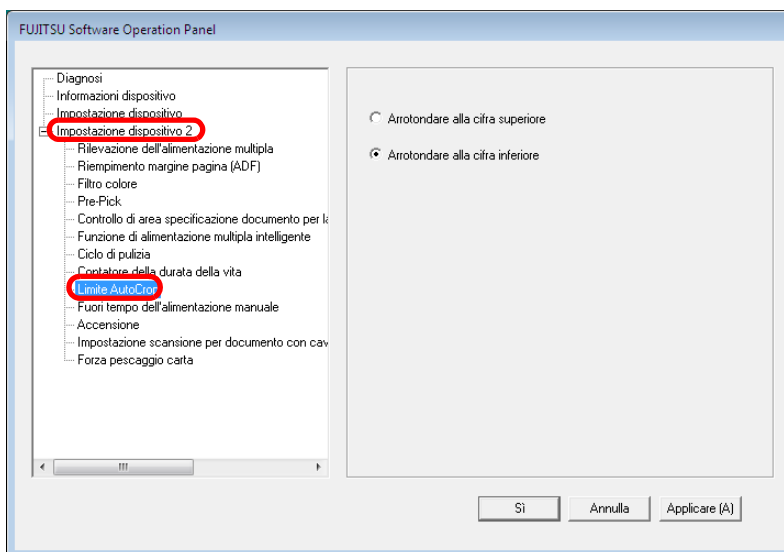 FUJITSU Software Operation Panel
Diagnosi
Informazioni dispositivo
Impostazione dispositivo
Impostazione dispositivo 2
Rilevazione dell'alimentazione multipla
Riempimento margine pagina (ADF)
Filtro colore
Pre-Pick
Controllo di area specificazione documento per la
Funzione di alimentazione multipla intelligente
Ciclo di pulizia
Contatore della durata della vita
Limite AutoCrop
Fuori tempo dell'alimentazione manuale
Accensione
Impostazione scansione per documento con cav
Forza pescaggio carta
Arrotondare alla cifra superiore
Arrotondare alla cifra inferiore
Sì
Annulla
Applicare (A)